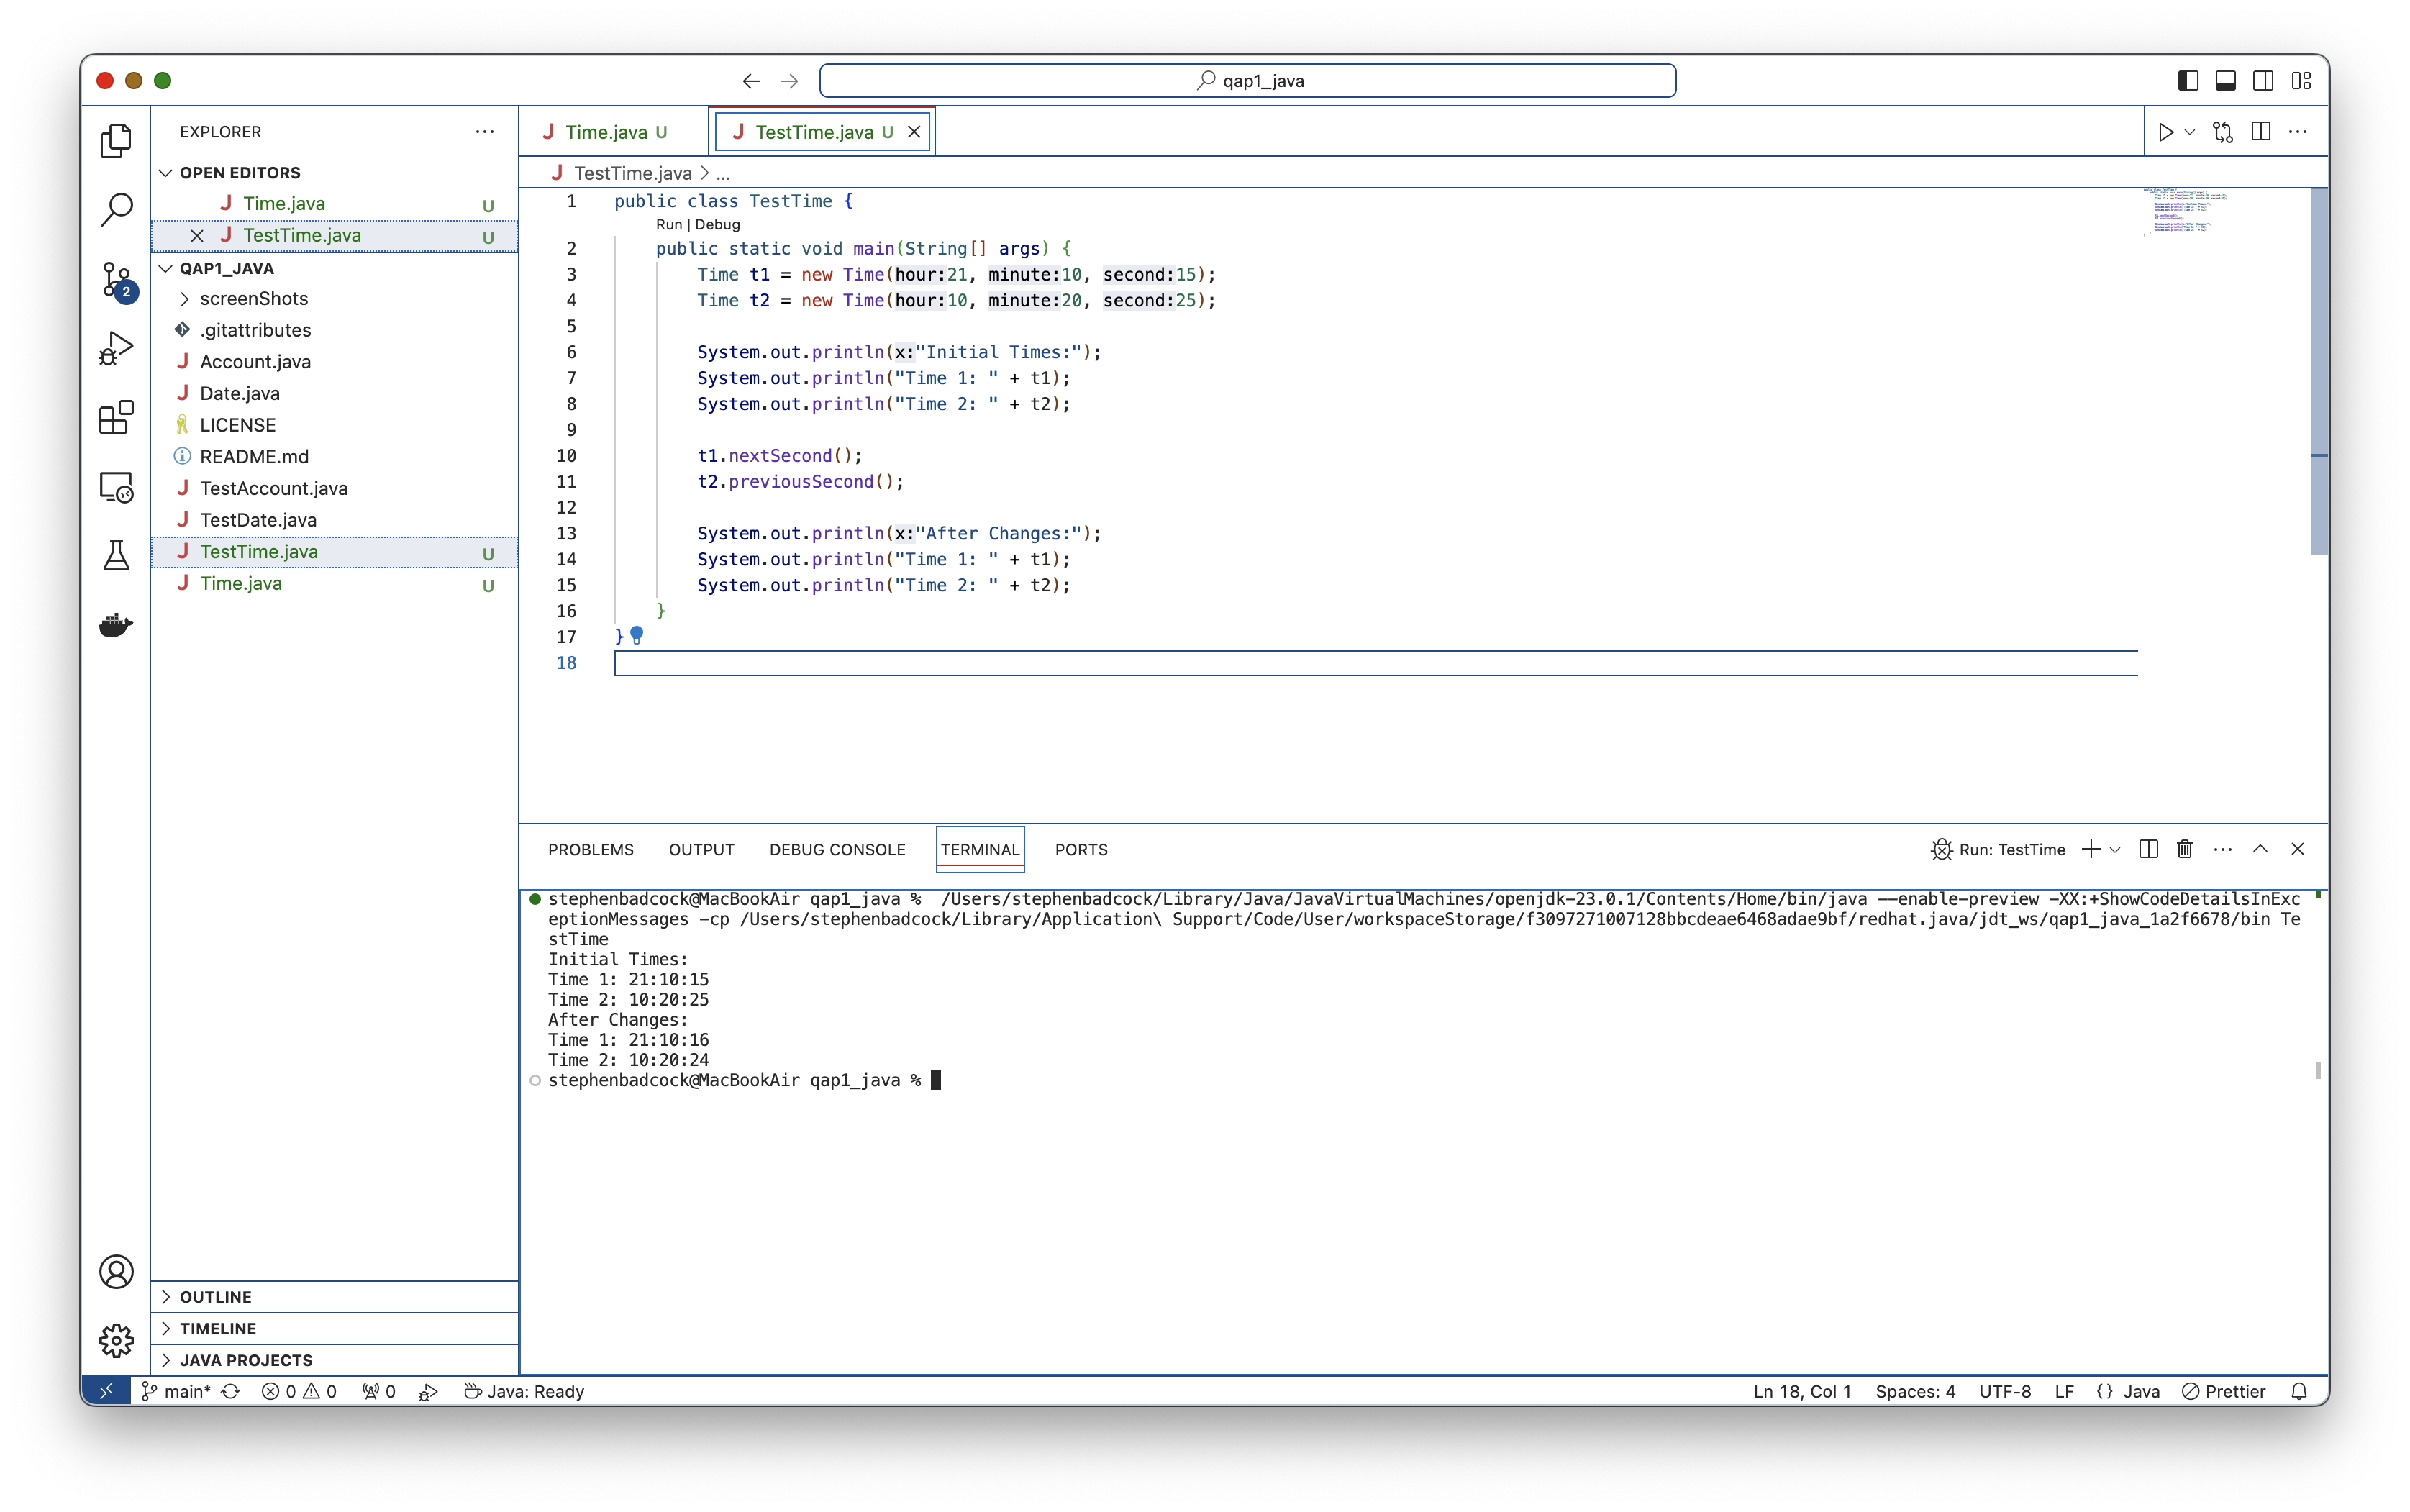 qap1_java
EXPLORER
OPEN EDITORS
Time.java U
TestTime.java U
QAP1_JAVA
screenShots
.gitattributes
Account.java
Date.java
LICENSE
README.md
TestAccount.java
TestDate.java
TestTime.java U
Time.java U
OUTLINE
TIMELINE
JAVA PROJECTS
2
Time.java U
TestTime.java U
TestTime.java > ...
1 public class TestTime {
Run | Debug
2 public static void main(String[] args) {
3 Time t1 = new Time(hour:21, minute:10, second:15);
4 Time t2 = new Time(hour:10, minute:20, second:25);
5
6 System.out.println(x:"Initial Times:");
7 System.out.println("Time 1: " + t1);
8 System.out.println("Time 2: " + t2);
9
10 t1.nextSecond();
11 t2.previousSecond();
12
13 System.out.println(x:"After Changes:");
14 System.out.println("Time 1: " + t1);
15 System.out.println("Time 2: " + t2);
16 }
17 }
18
PROBLEMS OUTPUT DEBUG CONSOLE TERMINAL PORTS
Run: TestTime
stephenbadcock@MacBookAir qap1_java % /Users/stephenbadcock/Library/Java/JavaVirtualMachines/openjdk-23.0.1/Contents/Home/bin/java --enable-preview -XX:+ShowCodeDetailsInExc
eptionMessages -cp /Users/stephenbadcock/Library/Application\ Support/Code/User/workspaceStorage/f3097271007128bbcdeae6468adae9bf/redhat.java/jdt_ws/qap1_java_1a2f6678/bin Te
stTime
Initial Times:
Time 1: 21:10:15
Time 2: 10:20:25
After Changes:
Time 1: 21:10:16
Time 2: 10:20:24
stephenbadcock@MacBookAir qap1_java %
main* 0 0 0 Java: Ready
Ln 18, Col 1 Spaces: 4 UTF-8 LF {} Java Prettier